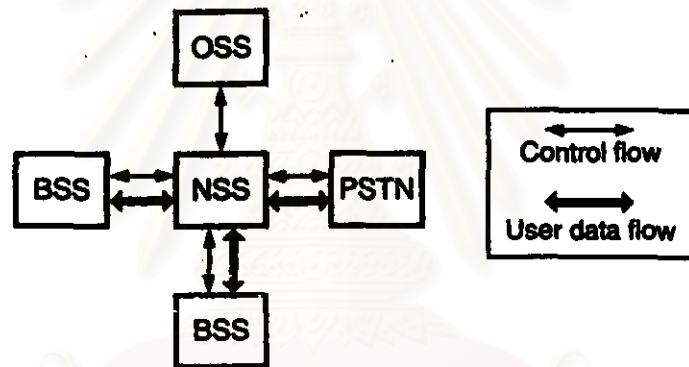 OSS
BSS
NSS
PSTN
BSS
Control flow
User data flow